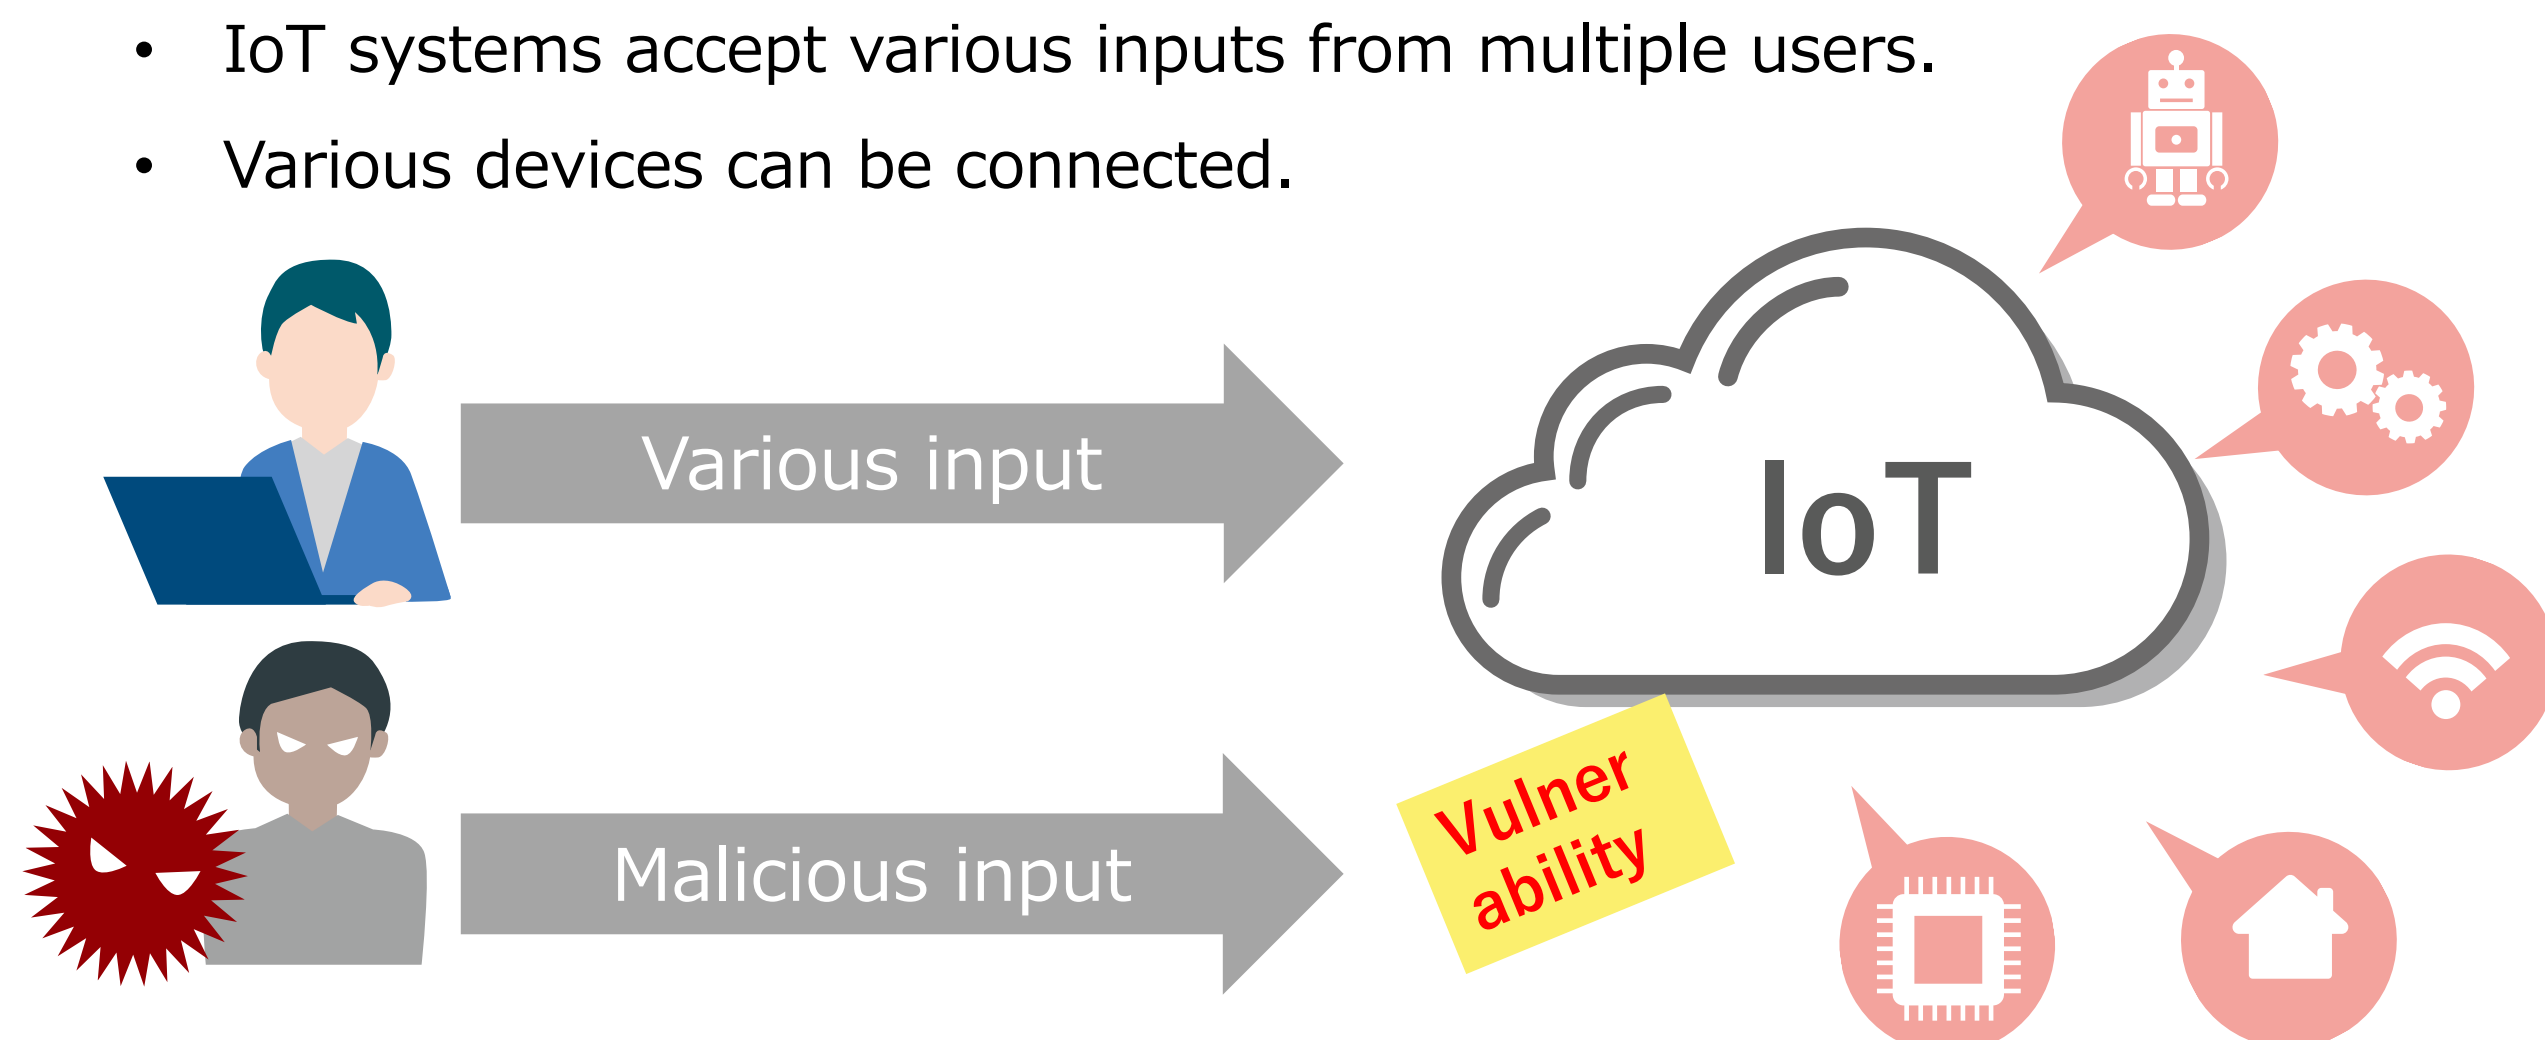 • IoT systems accept various inputs from multiple users.
• Various devices can be connected.
Various input
IoT
Malicious input
Vulner
ability